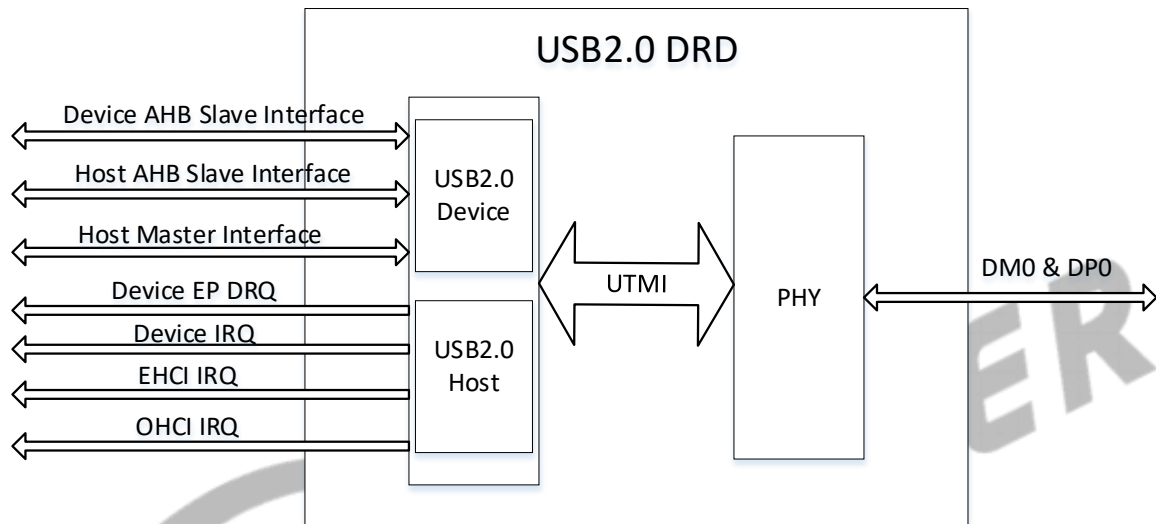 USB2.0 DRD
Device AHB Slave Interface
Host AHB Slave Interface
Host Master Interface
Device EP DRQ
Device IRQ
EHCI IRQ
OHCI IRQ
USB2.0
Device
USB2.0
Host
UTMI
PHY
DM0 & DP0
ER